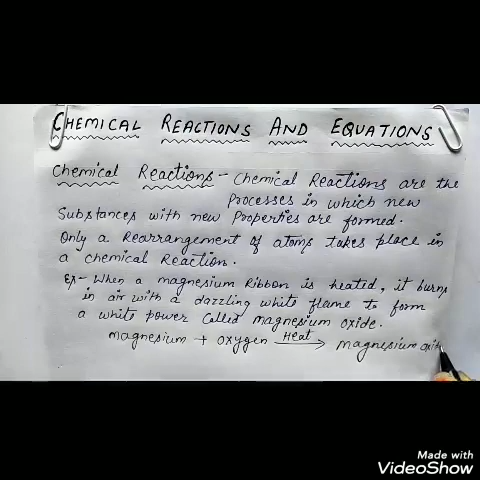 CHEMICAL REACTIONS AND EQUATIONS
Chemical Reactions - Chemical Reactions are the
Processes in which new
Substances with new Properties are formed.
Only a Rearrangement of atoms takes place in
a chemical Reaction.
Ex- When a magnesium Ribbon is heated, it burns
in air with a dazzling white flame to form
a white power Called Magnesium oxide.
Magnesium + oxygen Heat → Magnesium oxid
Made with
VideoShow